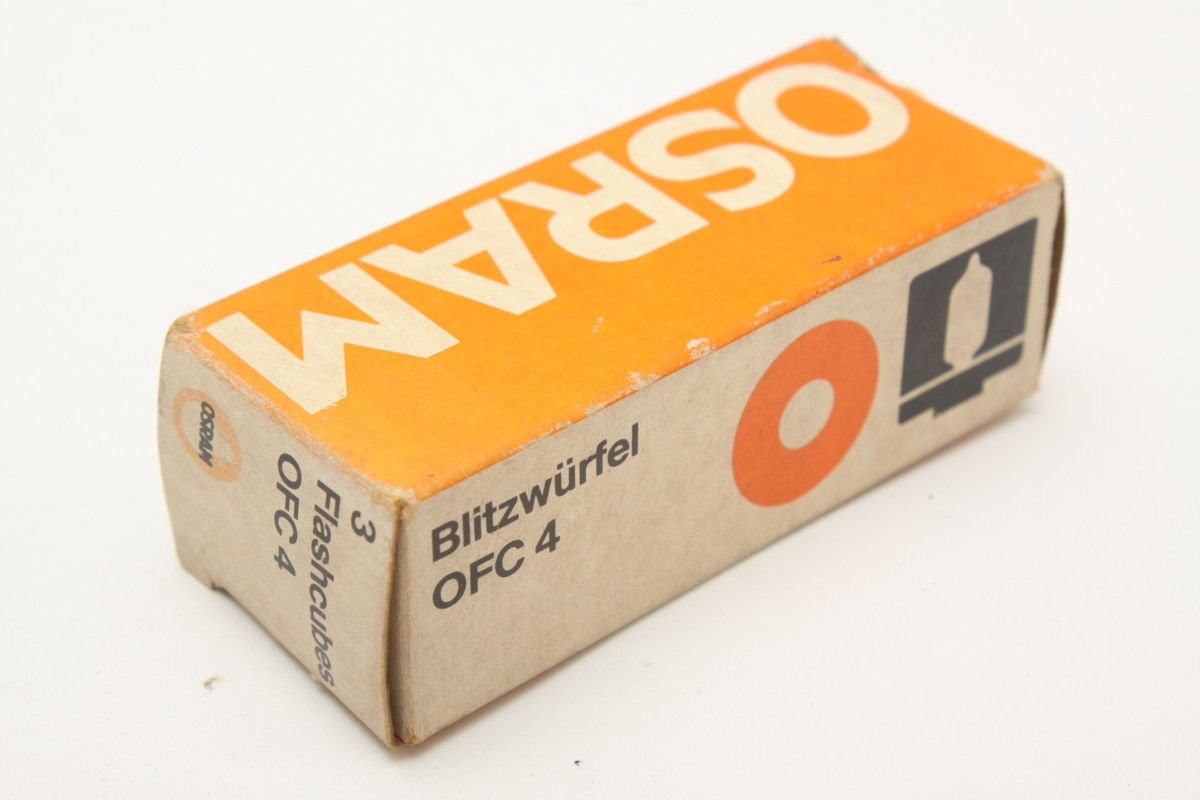 OSRAM
Blitzwürfel
OFC 4
OSRAM
3
Flashcubes
OFC 4